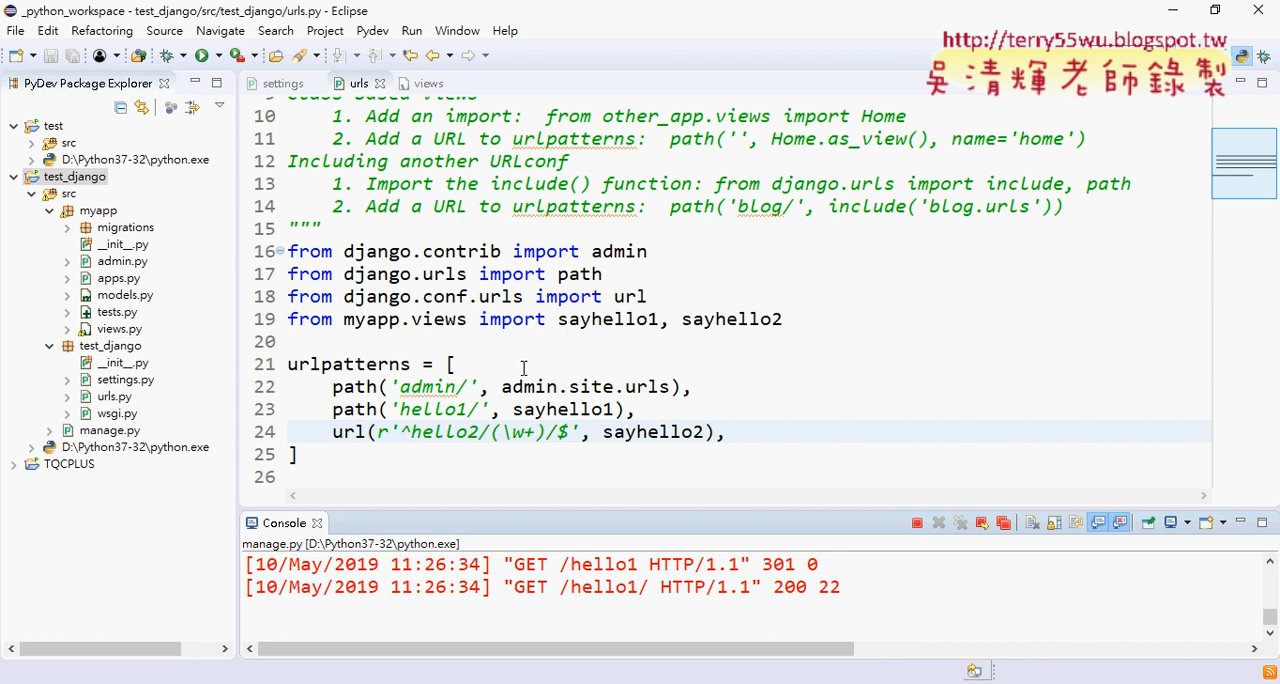 _python_workspace - test_django/src/test_django/urls.py - Eclipse
File Edit Refactoring Source Navigate Search Project Pydev Run Window Help
http://terry55wu.blogspot.tw
吳清輝老師錄製
PyDev Package Explorer
settings urls views
test
src
D:\Python37-32\python.exe
test_django
src
myapp
migrations
__init__.py
admin.py
apps.py
models.py
tests.py
views.py
test_django
__init__.py
settings.py
urls.py
wsgi.py
manage.py
D:\Python37-32\python.exe
TQCPLUS
10 1. Add an import: from other_app.views import Home
11 2. Add a URL to urlpatterns: path('', Home.as_view(), name='home')
12 Including another URLconf
13 1. Import the include() function: from django.urls import include, path
14 2. Add a URL to urlpatterns: path('blog/', include('blog.urls'))
15 """
16 from django.contrib import admin
17 from django.urls import path
18 from django.conf.urls import url
19 from myapp.views import sayhello1, sayhello2
20
21 urlpatterns = [
22 path('admin/', admin.site.urls),
23 path('hello1/', sayhello1),
24 url(r'^hello2/(\w+)/$', sayhello2),
25 ]
26
Console
manage.py [D:\Python37-32\python.exe]
[10/May/2019 11:26:34] "GET /hello1 HTTP/1.1" 301 0
[10/May/2019 11:26:34] "GET /hello1/ HTTP/1.1" 200 22